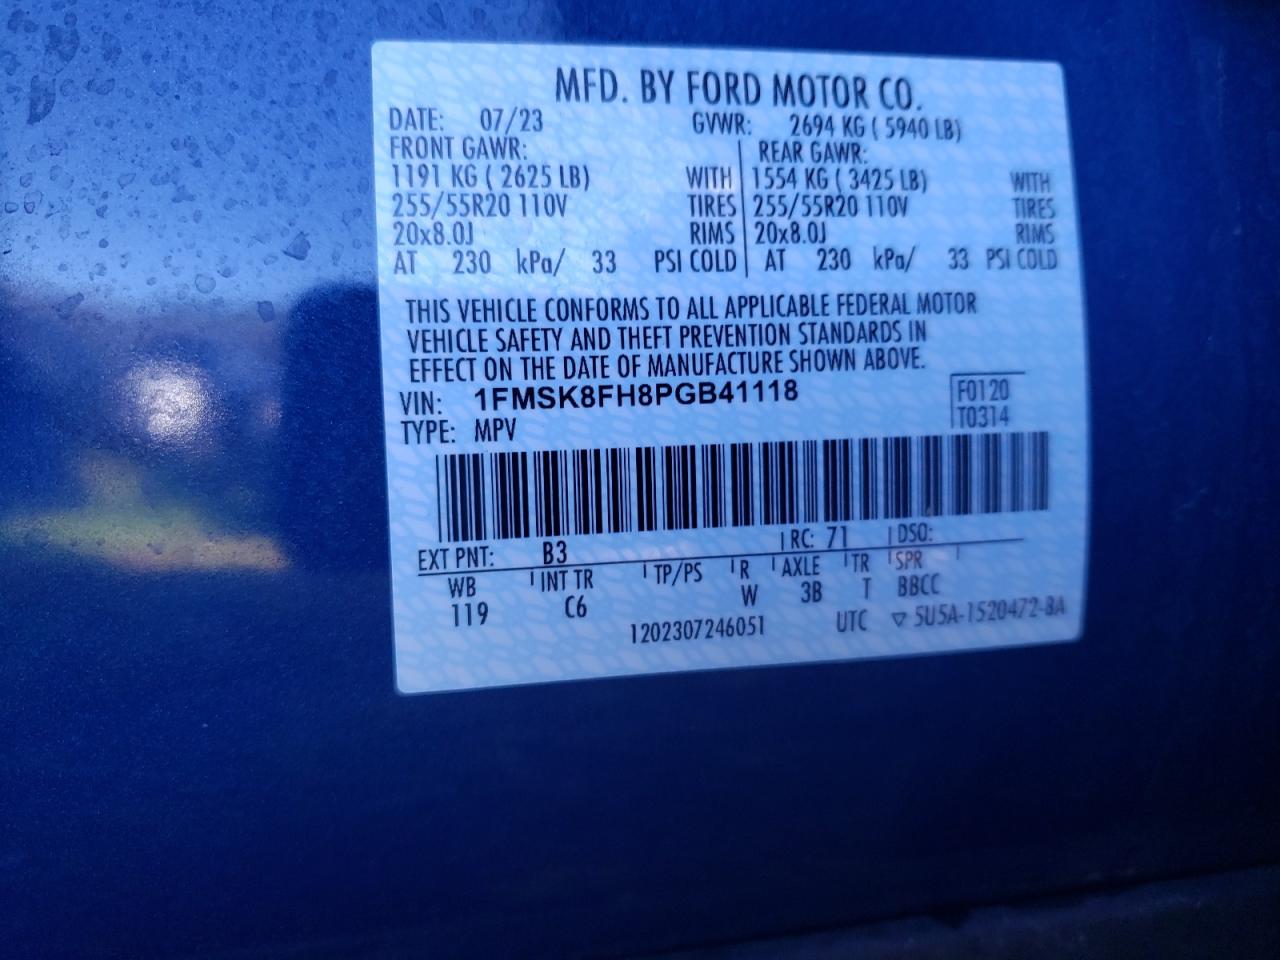 MFD. BY FORD MOTOR CO.
DATE: 07/23 GVWR: 2694 KG ( 5940 LB)
FRONT GAWR: REAR GAWR:
1191 KG ( 2625 LB) WITH 1554 KG ( 3425 LB) WITH
255/55R20 110V TIRES 255/55R20 110V TIRES
20x8.0J RIMS 20x8.0J RIMS
AT 230 kPa/ 33 PSI COLD AT 230 kPa/ 33 PSI COLD
THIS VEHICLE CONFORMS TO ALL APPLICABLE FEDERAL MOTOR
VEHICLE SAFETY AND THEFT PREVENTION STANDARDS IN
EFFECT ON THE DATE OF MANUFACTURE SHOWN ABOVE.
VIN: 1FMSK8FH8PGB41118 F0120
TYPE: MPV T0314
EXT PNT: B3 RC: 71 DSO:
WB INT TR TP/PS R AXLE TR SPR
119 C6 W 3B T BBCC
1202307246051 UTC ▽ 5U5A-1520472-BA